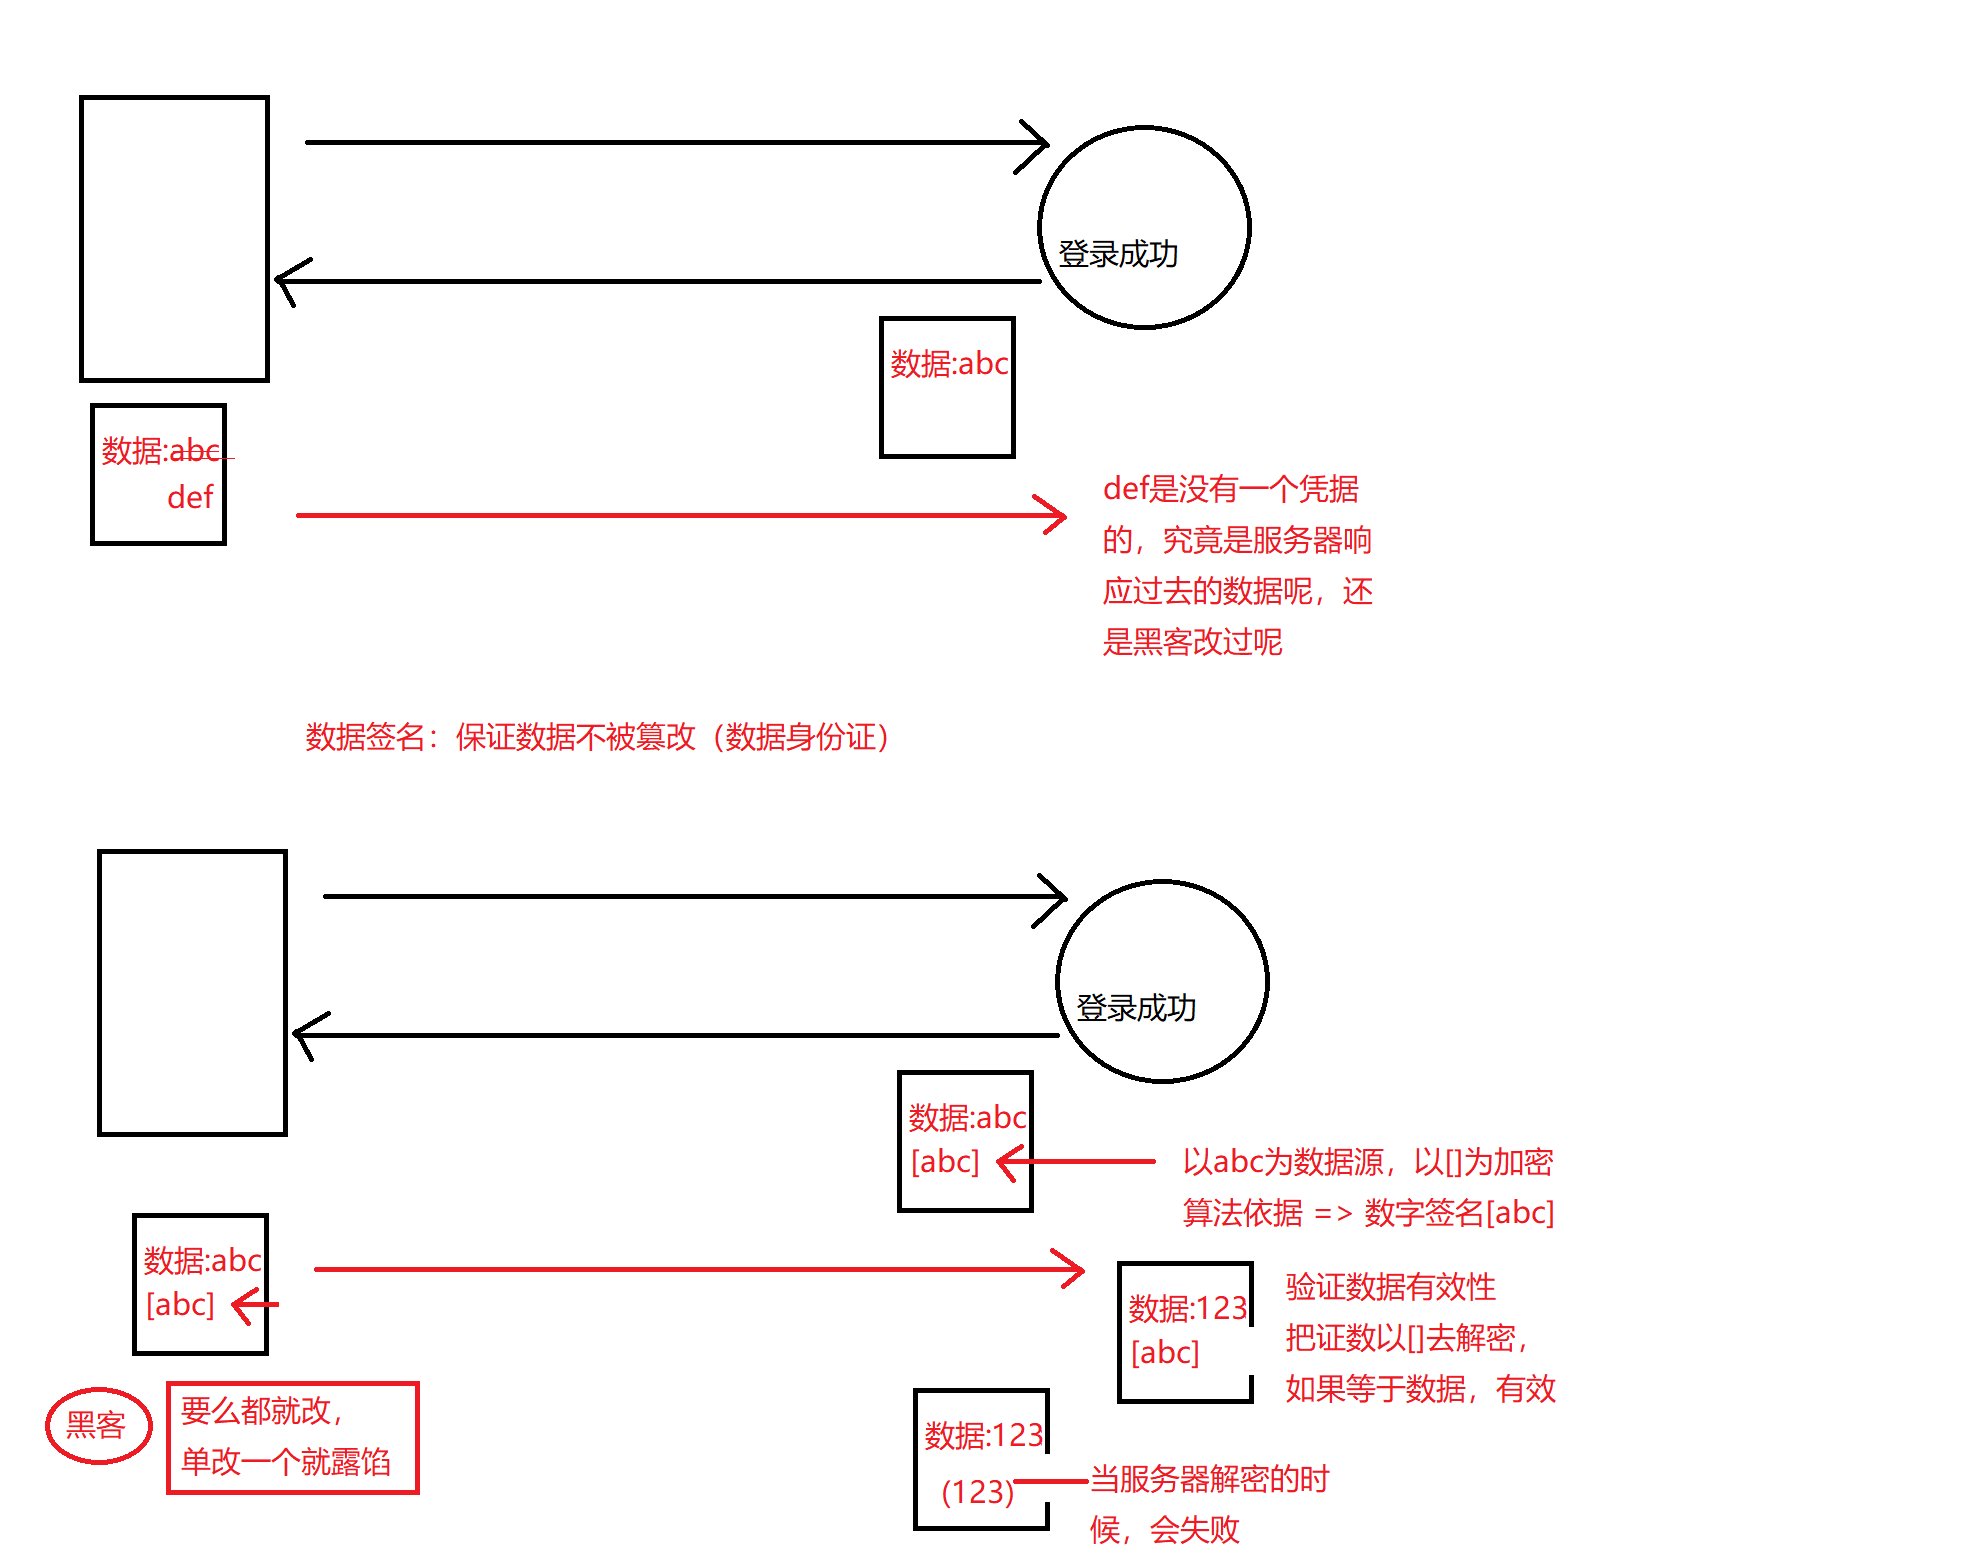 登录成功
数据:abc
数据:abc
def
def是没有一个凭据
的，究竟是服务器响
应过去的数据呢，还
是黑客改过呢
数据签名：保证数据不被篡改（数据身份证）
登录成功
数据:abc
[abc]
以abc为数据源，以[]为加密
算法依据 => 数字签名[abc]
数据:abc
[abc]
数据:123
[abc]
验证数据有效性
把证数以[]去解密，
如果等于数据，有效
黑客
要么都就改，
单改一个就露馅
数据:123
(123)
当服务器解密的时
候，会失败